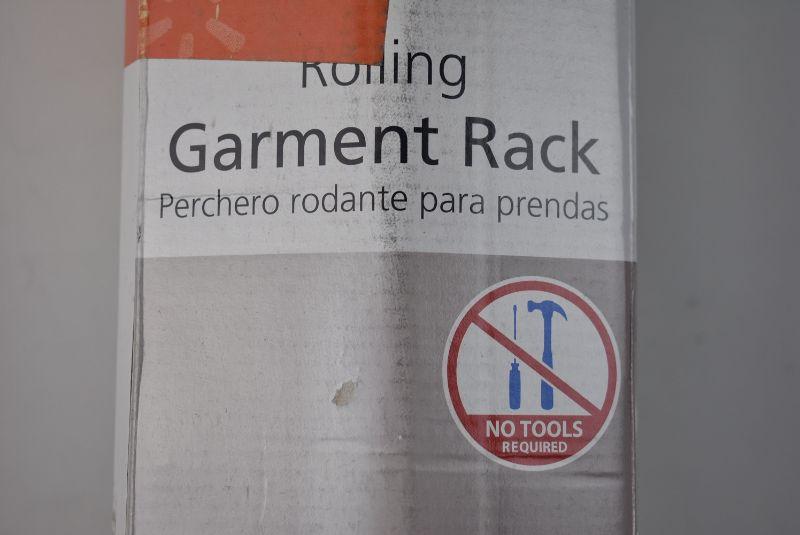 Rolling
Garment Rack
Perchero rodante para prendas
NO TOOLS
REQUIRED